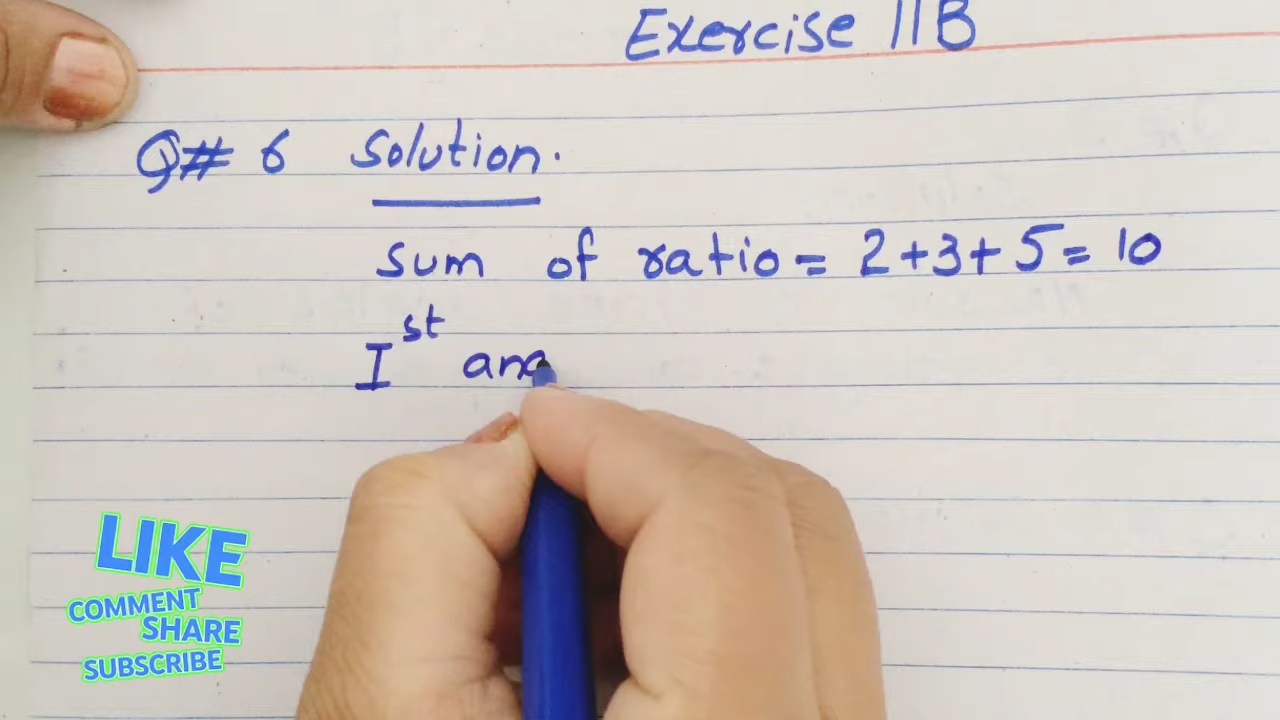 Exercise 11B
Q# 6 Solution.
sum of ratio = 2+3+5 = 10
Ist
LIKE
COMMENT
SHARE
SUBSCRIBE